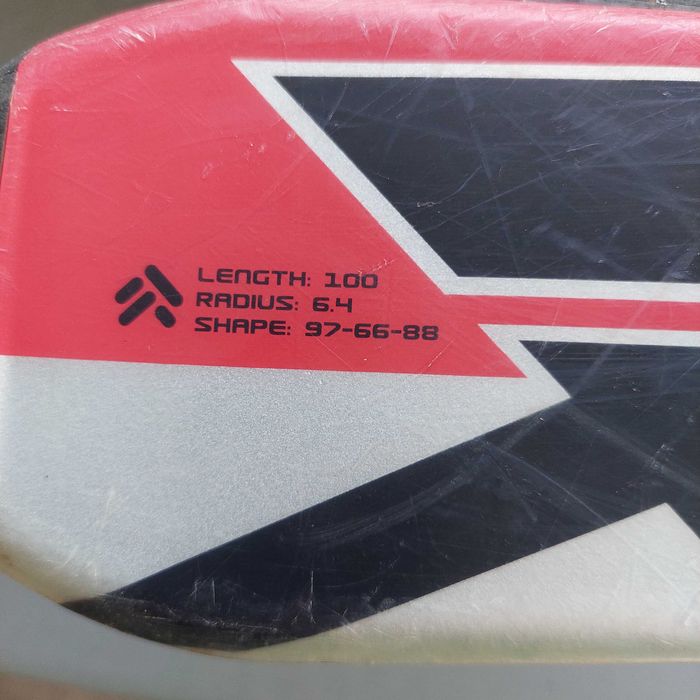 LENGTH: 100
RADIUS: 6.4
SHAPE: 97-66-88